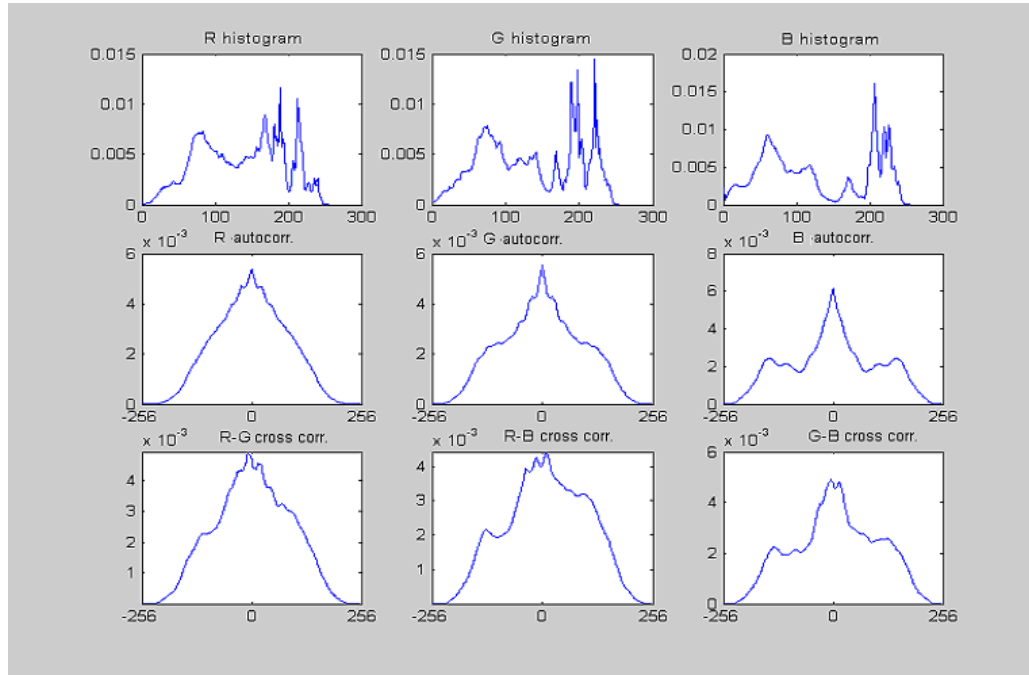 R histogram
G histogram
B histogram
0.015
0.01
0.005
0
0 100 200 300
0.015
0.01
0.005
0
0 100 200 300
0.02
0.015
0.01
0.005
0
0 100 200 300
x 10⁻³ R ·autocorr.
6
4
2
0
-256 0 256
x 10⁻³ G ·autocorr.
6
4
2
0
-256 0 256
x 10⁻³ B ·autocorr.
8
6
4
2
0
-256 0 256
x 10⁻³ R-G cross corr.
4
3
2
1
-256 0 256
x 10⁻³ R-B cross corr.
4
3
2
1
-256 0 256
x 10⁻³ G-B cross corr.
6
4
2
0
-256 0 256